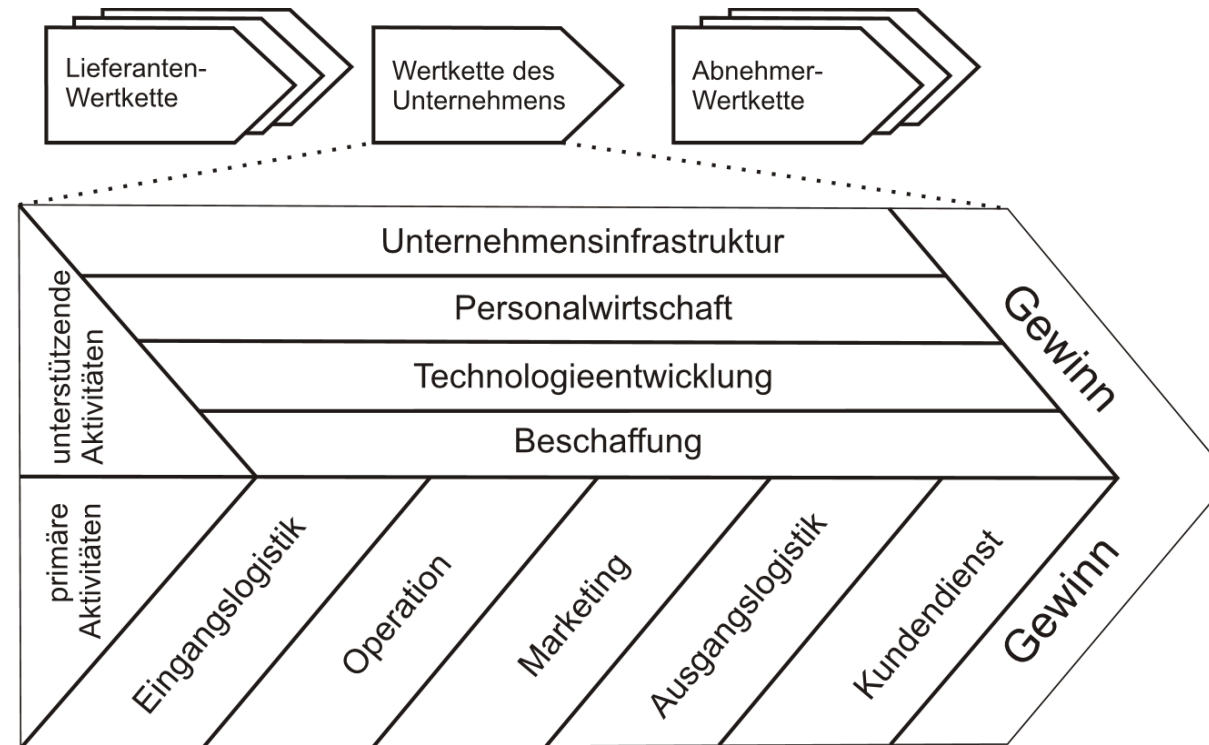 Lieferanten-
Wertkette
Wertkette des
Unternehmens
Abnehmer-
Wertkette
unterstützende
Aktivitäten
Unternehmensinfrastruktur
Personalwirtschaft
Technologieentwicklung
Beschaffung
Gewinn
primäre
Aktivitäten
Eingangslogistik
Operation
Marketing
Ausgangslogistik
Kundendienst
Gewinn